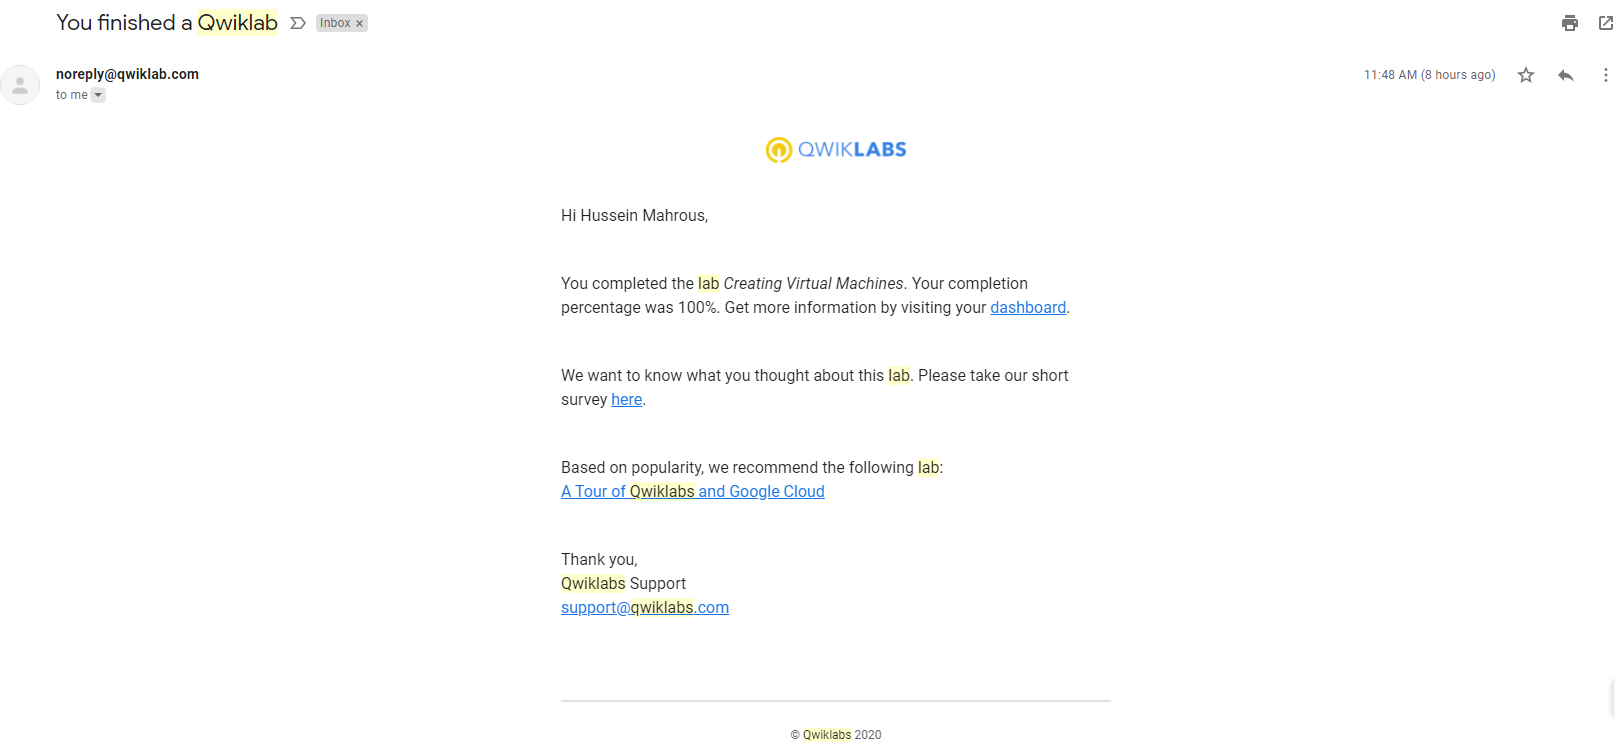 You finished a Qwiklab
Inbox ×
noreply@qwiklab.com
11:48 AM (8 hours ago)
to me
QWIKLABS
Hi Hussein Mahrous,
You completed the lab Creating Virtual Machines. Your completion
percentage was 100%. Get more information by visiting your dashboard.
We want to know what you thought about this lab. Please take our short
survey here.
Based on popularity, we recommend the following lab:
A Tour of Qwiklabs and Google Cloud
Thank you,
Qwiklabs Support
support@qwiklabs.com
© Qwiklabs 2020